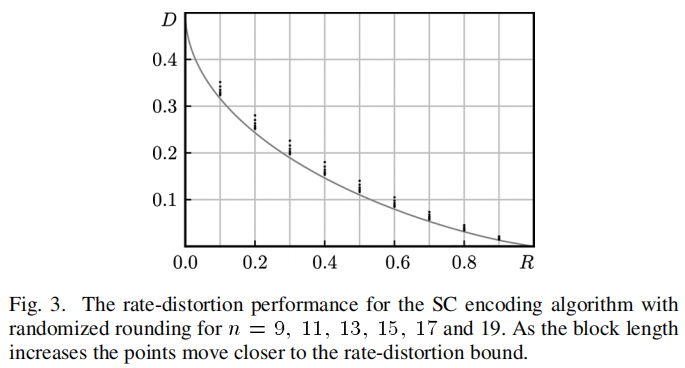 D
0.4
0.3
0.2
0.1
0.0 0.2 0.4 0.6 0.8 R
Fig. 3. The rate-distortion performance for the SC encoding algorithm with
randomized rounding for n = 9, 11, 13, 15, 17 and 19. As the block length
increases the points move closer to the rate-distortion bound.